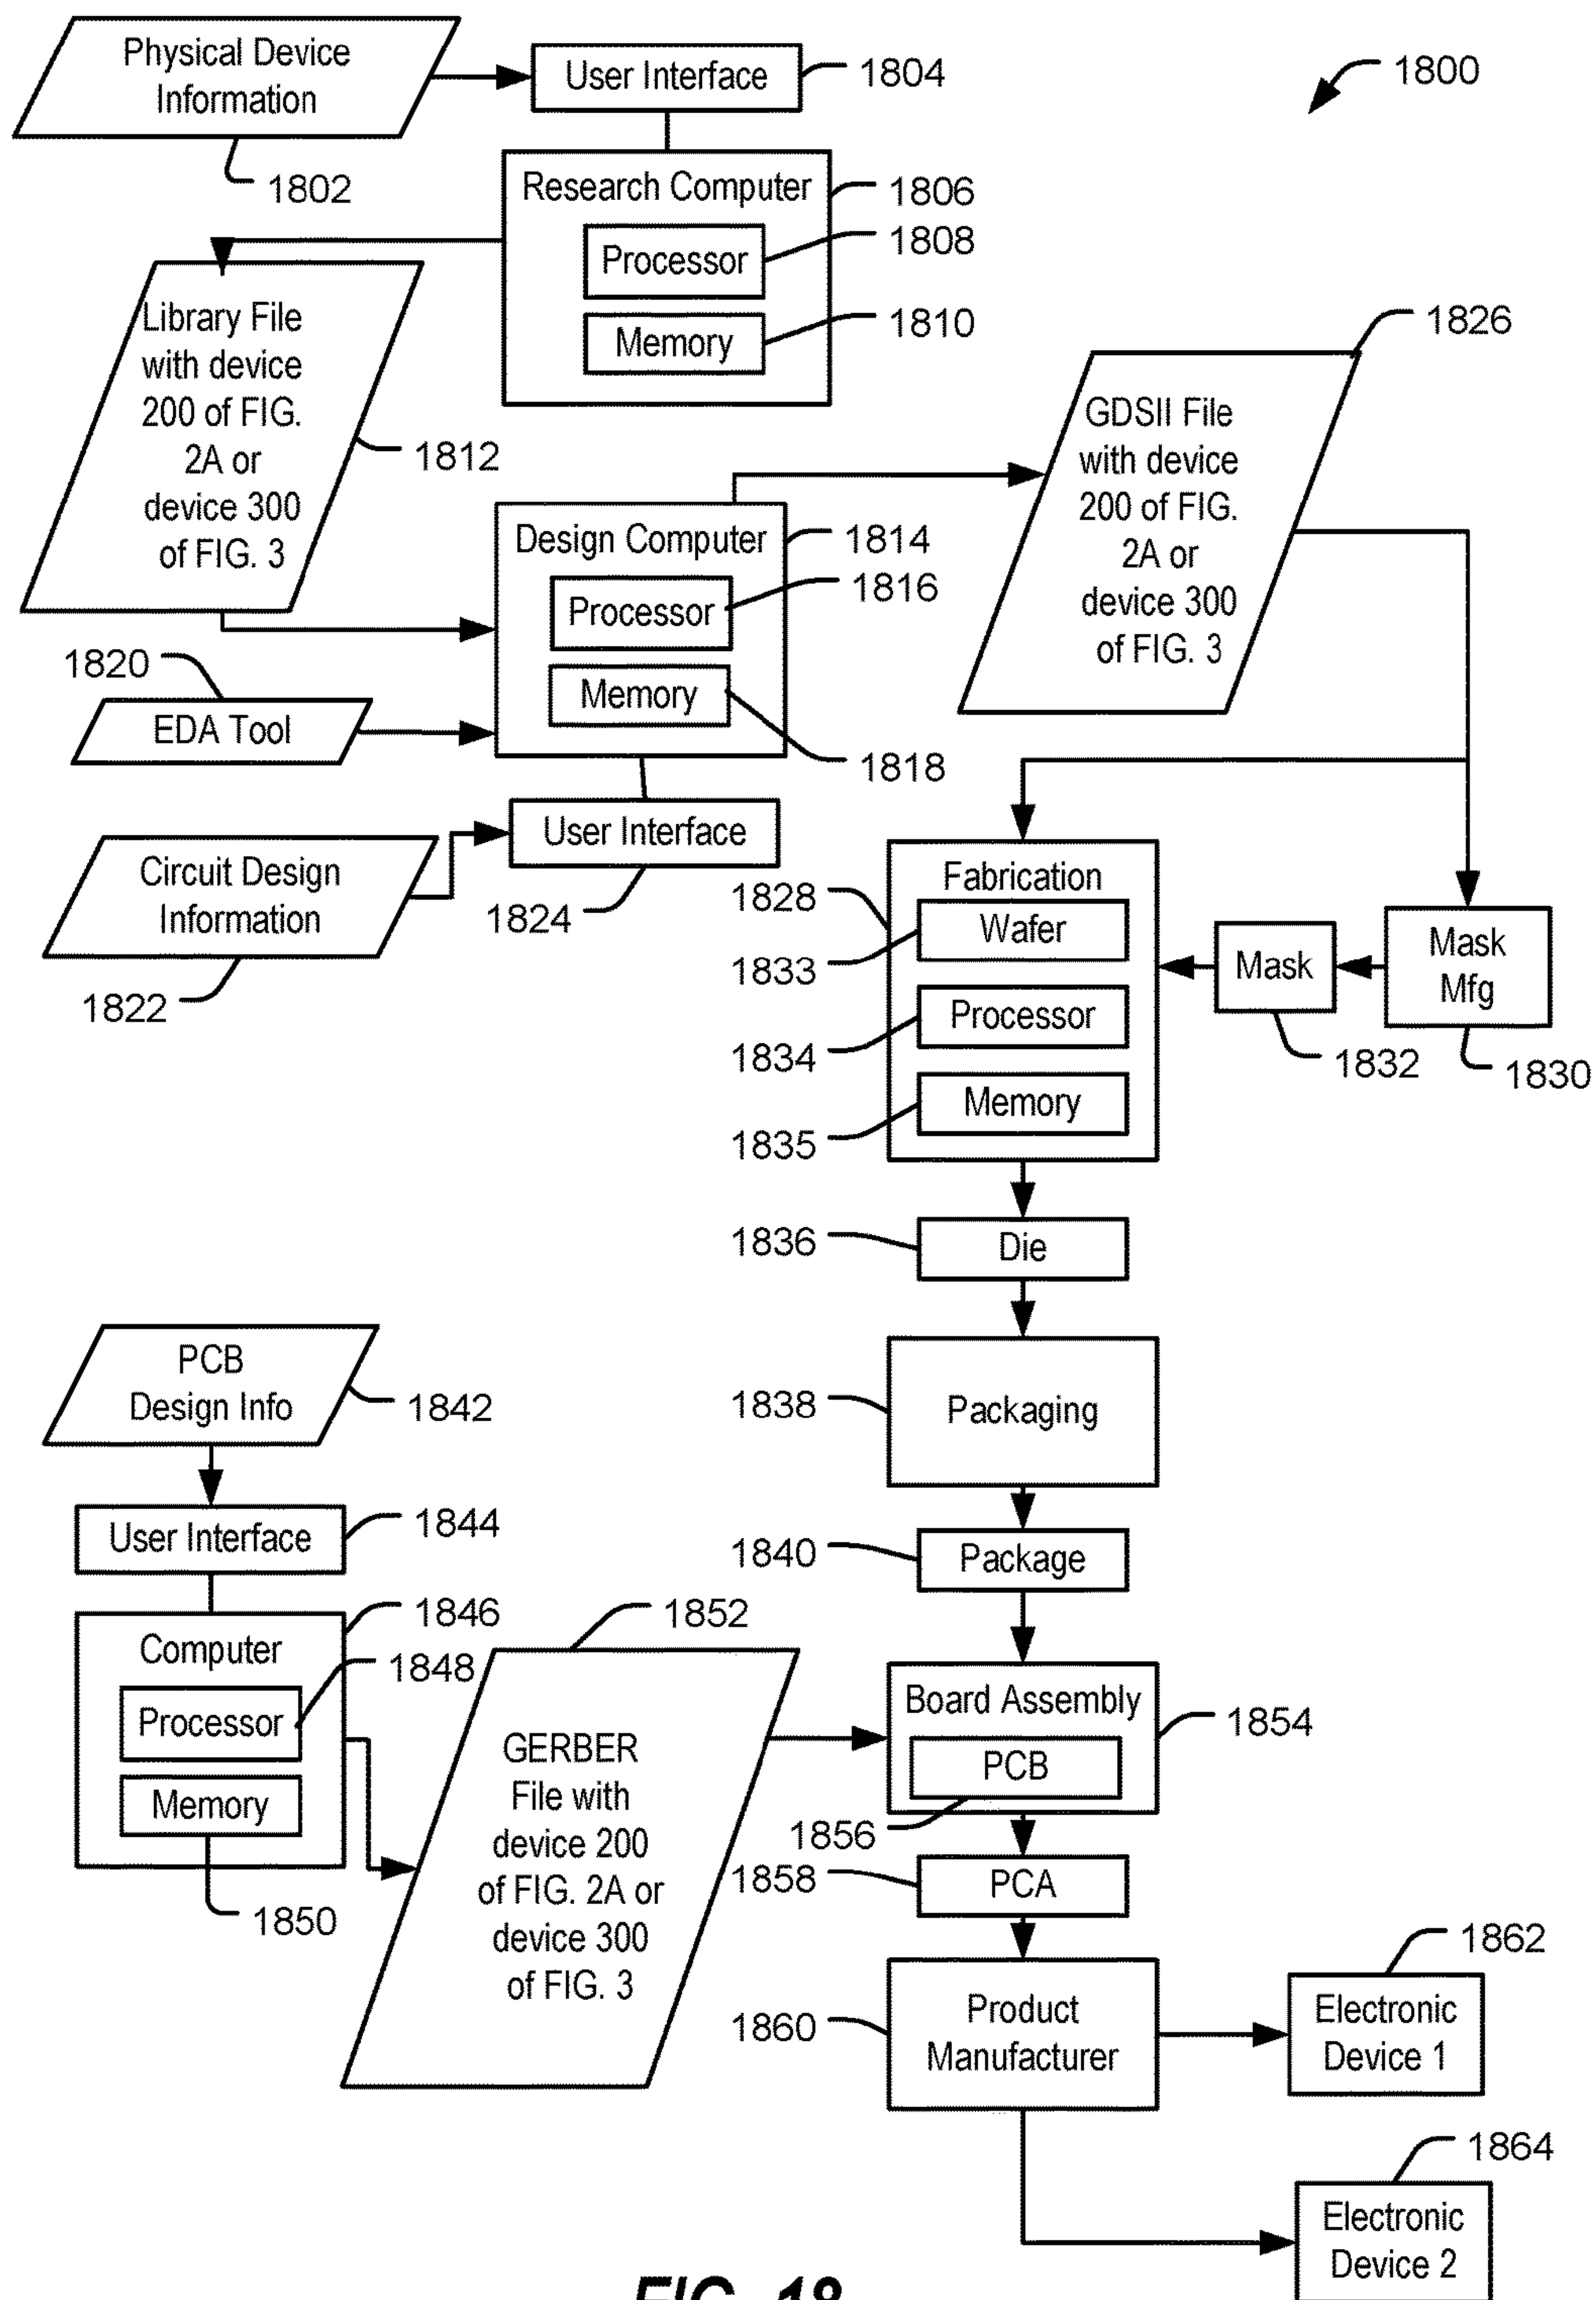 Physical Device
Information
1802
User Interface
1804
1800
Research Computer
1806
Processor
1808
Memory
1810
Library File
with device
200 of FIG.
2A or
device 300
of FIG. 3
1812
Design Computer
1814
Processor
1816
Memory
1818
1820
EDA Tool
Circuit Design
Information
1822
User Interface
1824
1826
GDSII File
with device
200 of FIG.
2A or
device 300
of FIG. 3
Fabrication
1828
Wafer
1833
Processor
1834
Memory
1835
Mask
1832
Mask
Mfg
1830
1836
Die
1838
Packaging
1840
Package
PCB
Design Info
1842
User Interface
1844
Computer
1846
Processor
1848
Memory
1850
1852
GERBER
File with
device 200
of FIG. 2A or
device 300
of FIG. 3
Board Assembly
1854
PCB
1856
1858
PCA
1860
Product
Manufacturer
1862
Electronic
Device 1
1864
Electronic
Device 2
FIG. 18